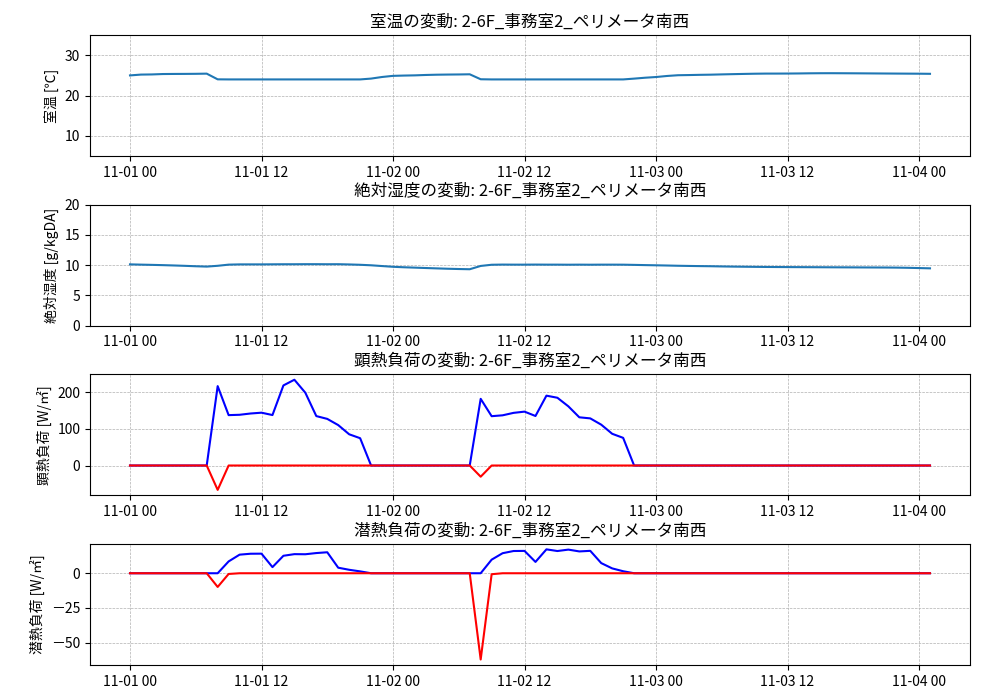 室温の変動: 2-6F_事務室2_ペリメータ南西
室温 [℃]
30
20
10
11-01 00 11-01 12 11-02 00 11-02 12 11-03 00 11-03 12 11-04 00
絶対湿度の変動: 2-6F_事務室2_ペリメータ南西
絶対湿度 [g/kgDA]
20
15
10
5
0
11-01 00 11-01 12 11-02 00 11-02 12 11-03 00 11-03 12 11-04 00
顕熱負荷の変動: 2-6F_事務室2_ペリメータ南西
顕熱負荷 [W/㎡]
200
100
0
11-01 00 11-01 12 11-02 00 11-02 12 11-03 00 11-03 12 11-04 00
潜熱負荷の変動: 2-6F_事務室2_ペリメータ南西
潜熱負荷 [W/㎡]
0
−25
−50
11-01 00 11-01 12 11-02 00 11-02 12 11-03 00 11-03 12 11-04 00